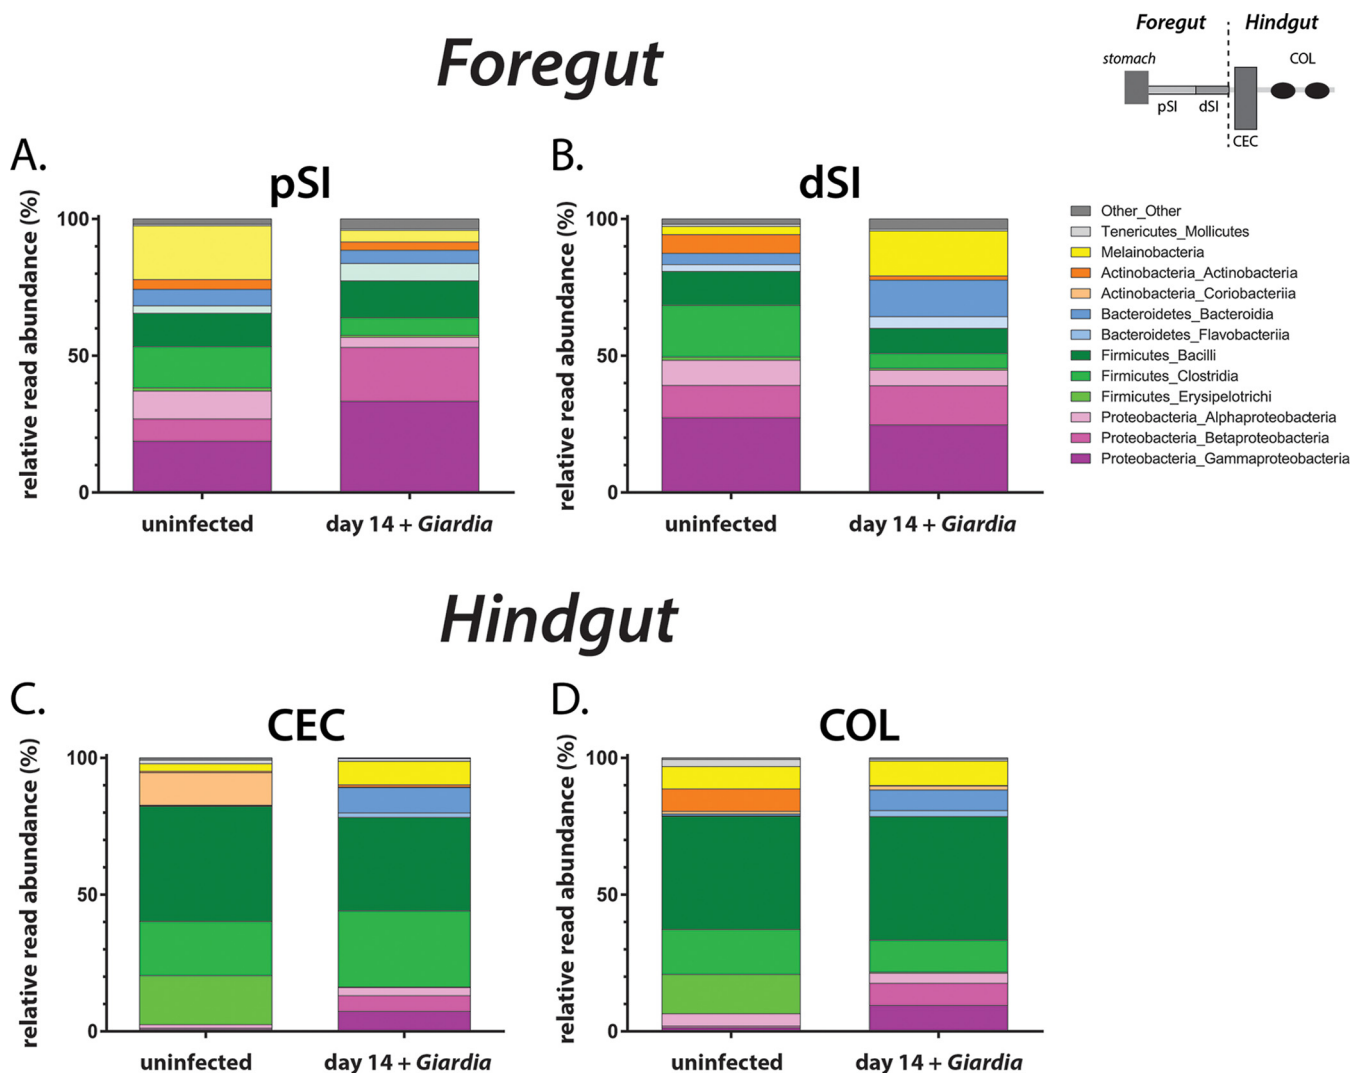 Foregut
Foregut Hindgut
stomach
COL
pSI dSI
CEC
A.
pSI
relative read abundance (%)
100
50
0
uninfected
day 14 + Giardia
B.
dSI
relative read abundance (%)
100
50
0
uninfected
day 14 + Giardia
Other_Other
Tenericutes_Mollicutes
Melainobacteria
Actinobacteria_Actinobacteria
Actinobacteria_Coriobacteriia
Bacteroidetes_Bacteroidia
Bacteroidetes_Flavobacteriia
Firmicutes_Bacilli
Firmicutes_Clostridia
Firmicutes_Erysipelotrichi
Proteobacteria_Alphaproteobacteria
Proteobacteria_Betaproteobacteria
Proteobacteria_Gammaproteobacteria
Hindgut
C.
CEC
relative read abundance (%)
100
50
0
uninfected
day 14 + Giardia
D.
COL
relative read abundance (%)
100
50
0
uninfected
day 14 + Giardia